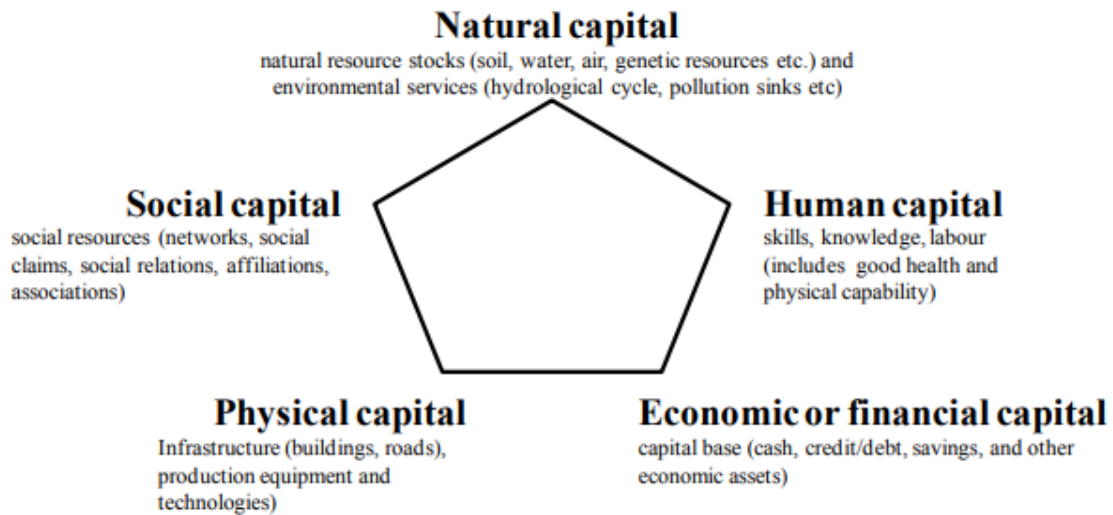 Natural capital
natural resource stocks (soil, water, air, genetic resources etc.) and
environmental services (hydrological cycle, pollution sinks etc)
Social capital
social resources (networks, social
claims, social relations, affiliations,
associations)
Human capital
skills, knowledge, labour
(includes good health and
physical capability)
Physical capital
Infrastructure (buildings, roads),
production equipment and
technologies)
Economic or financial capital
capital base (cash, credit/debt, savings, and other
economic assets)